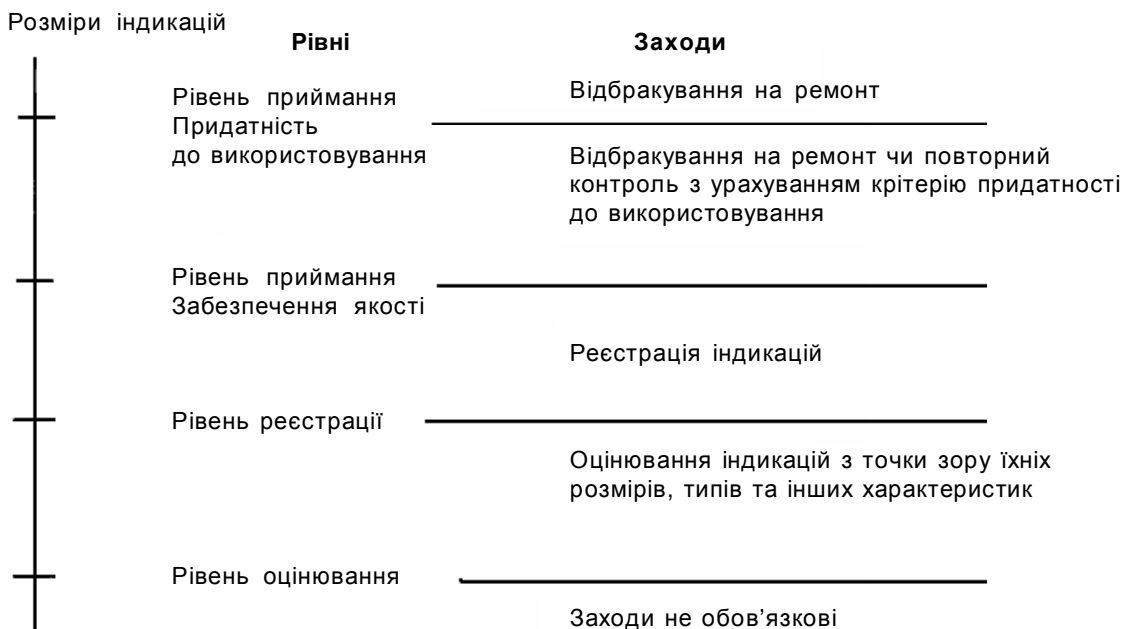 Розміри індикацій
Рівні
Заходи
Рівень приймання
Придатність
до використовування
Відбракування на ремонт
Відбракування на ремонт чи повторний
контроль з урахуванням крітерію придатності
до використовування
Рівень приймання
Забезпечення якості
Реєстрація індикацій
Рівень реєстрації
Оцінювання індикацій з точки зору їхніх
розмірів, типів та інших характеристик
Рівень оцінювання
Заходи не обов’язкові